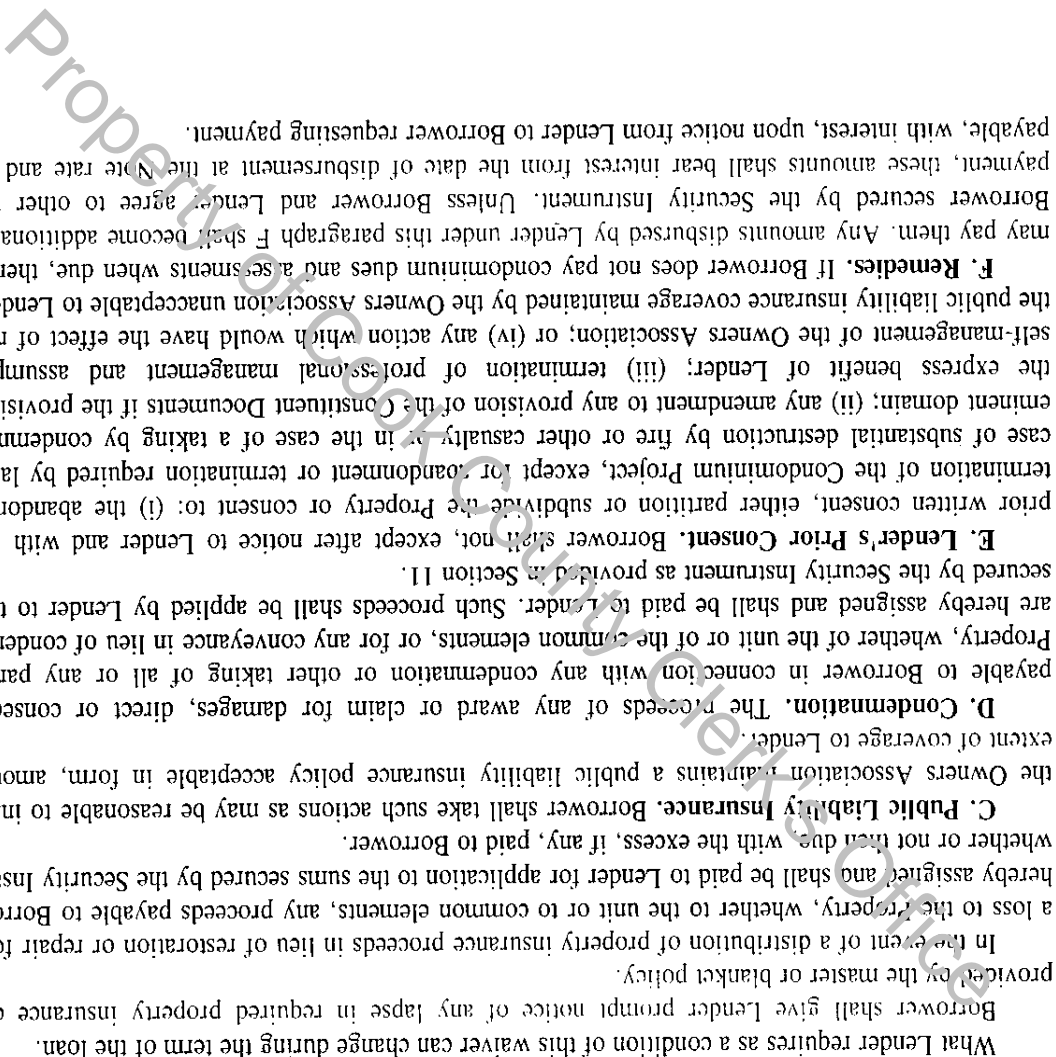 What Lender requires as a condition of this waiver can change during the term of the loan.
Borrower shall give Lender prompt notice of any lapse in required property insurance c
provided by the master or blanket policy.
In the event of a distribution of property insurance proceeds in lieu of restoration or repair fo
a loss to the Property, whether to the unit or to common elements, any proceeds payable to Borro
hereby assigned and shall be paid to Lender for application to the sums secured by the Security Inst
whether or not then due, with the excess, if any, paid to Borrower.
C. Public Liability Insurance. Borrower shall take such actions as may be reasonable to in
the Owners Association maintains a public liability insurance policy acceptable in form, amou
extent of coverage to Lender.
D. Condemnation. The proceeds of any award or claim for damages, direct or conseq
payable to Borrower in connection with any condemnation or other taking of all or any par
Property, whether of the unit or of the common elements, or for any conveyance in lieu of conden
are hereby assigned and shall be paid to Lender. Such proceeds shall be applied by Lender to t
secured by the Security Instrument as provided in Section 11.
E. Lender's Prior Consent. Borrower shall not, except after notice to Lender and with
prior written consent, either partition or subdivide the Property or consent to: (i) the abandon
termination of the Condominium Project, except for abandonment or termination required by la
case of substantial destruction by fire or other casualty or in the case of a taking by condemn
eminent domain; (ii) any amendment to any provision of the Constituent Documents if the provisi
the express benefit of Lender; (iii) termination of professional management and assump
self-management of the Owners Association; or (iv) any action which would have the effect of r
the public liability insurance coverage maintained by the Owners Association unacceptable to Lende
F. Remedies. If Borrower does not pay condominium dues and assessments when due, then
may pay them. Any amounts disbursed by Lender under this paragraph F shall become additiona
Borrower secured by the Security Instrument. Unless Borrower and Lender agree to other
payment, these amounts shall bear interest from the date of disbursement at the Note rate and
payable, with interest, upon notice from Lender to Borrower requesting payment.
Property of Cook County Clerk's Office